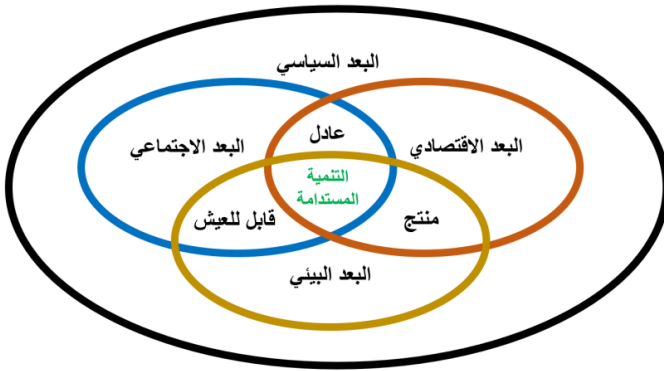 البعد السياسي
عادل
البعد الاقتصادي
البعد الاجتماعي
التنمية
المستدامة
منتج
قابل للعيش
البعد البيئي